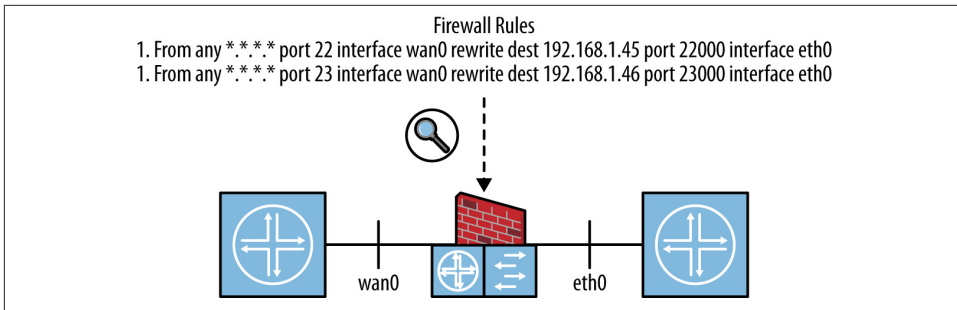 Firewall Rules
1. From any *.*.*.* port 22 interface wan0 rewrite dest 192.168.1.45 port 22000 interface eth0
1. From any *.*.*.* port 23 interface wan0 rewrite dest 192.168.1.46 port 23000 interface eth0
wan0
eth0